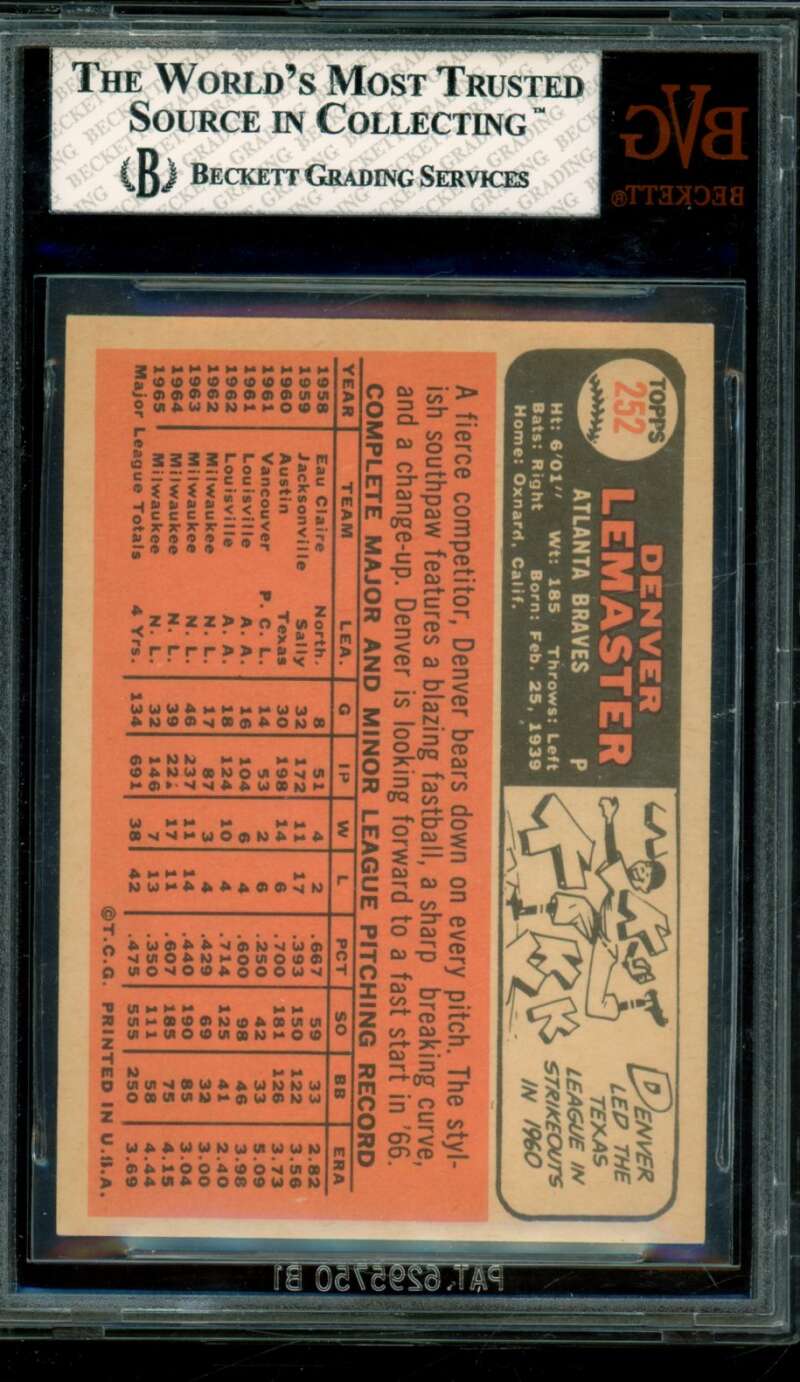 THE WORLD'S MOST TRUSTED
SOURCE IN COLLECTING™
B BECKETT GRADING SERVICES
BVG
BECKETT®
TOPPS
252
DENVER
LEMASTER
ATLANTA BRAVES P
Ht: 6'01" Wt: 185 Throws: Left
Bats: Right Born: Feb. 25, 1939
Home: Oxnard, Calif.
K K K K K
DENVER
LED THE
TEXAS
LEAGUE IN
STRIKEOUTS
IN 1960
A fierce competitor, Denver bears down on every pitch. The styl-
ish southpaw features a blazing fastball, a sharp breaking curve,
and a change-up. Denver is looking forward to a fast start in '66.
COMPLETE MAJOR AND MINOR LEAGUE PITCHING RECORD
YEAR TEAM LEA. G IP W L PCT SO BB ERA
1958 Eau Claire North. 8 51 4 2 .667 59 33 2.82
1959 Jacksonville Sally 32 172 11 17 .393 150 122 3.56
1960 Austin Texas 30 198 14 6 .700 181 126 3.73
1961 Vancouver P. C. L. 14 53 2 6 .250 42 33 5.09
1961 Louisville A. A. 16 104 6 4 .600 98 46 3.98
1962 Louisville A. A. 18 124 10 4 .714 125 41 2.40
1962 Milwaukee N. L. 17 87 3 4 .429 69 32 3.00
1963 Milwaukee N. L. 46 237 11 14 .440 190 85 3.04
1964 Milwaukee N. L. 39 17 11 .607 185 75 4.15
1965 Milwaukee N. L. 32 146 7 13 .350 111 58 4.44
Major League Totals 4 Yrs. 134 691 38 42 .475 555 250 3.69
©T.C.G. PRINTED IN U.S.A.
PAT. 6295750 B1